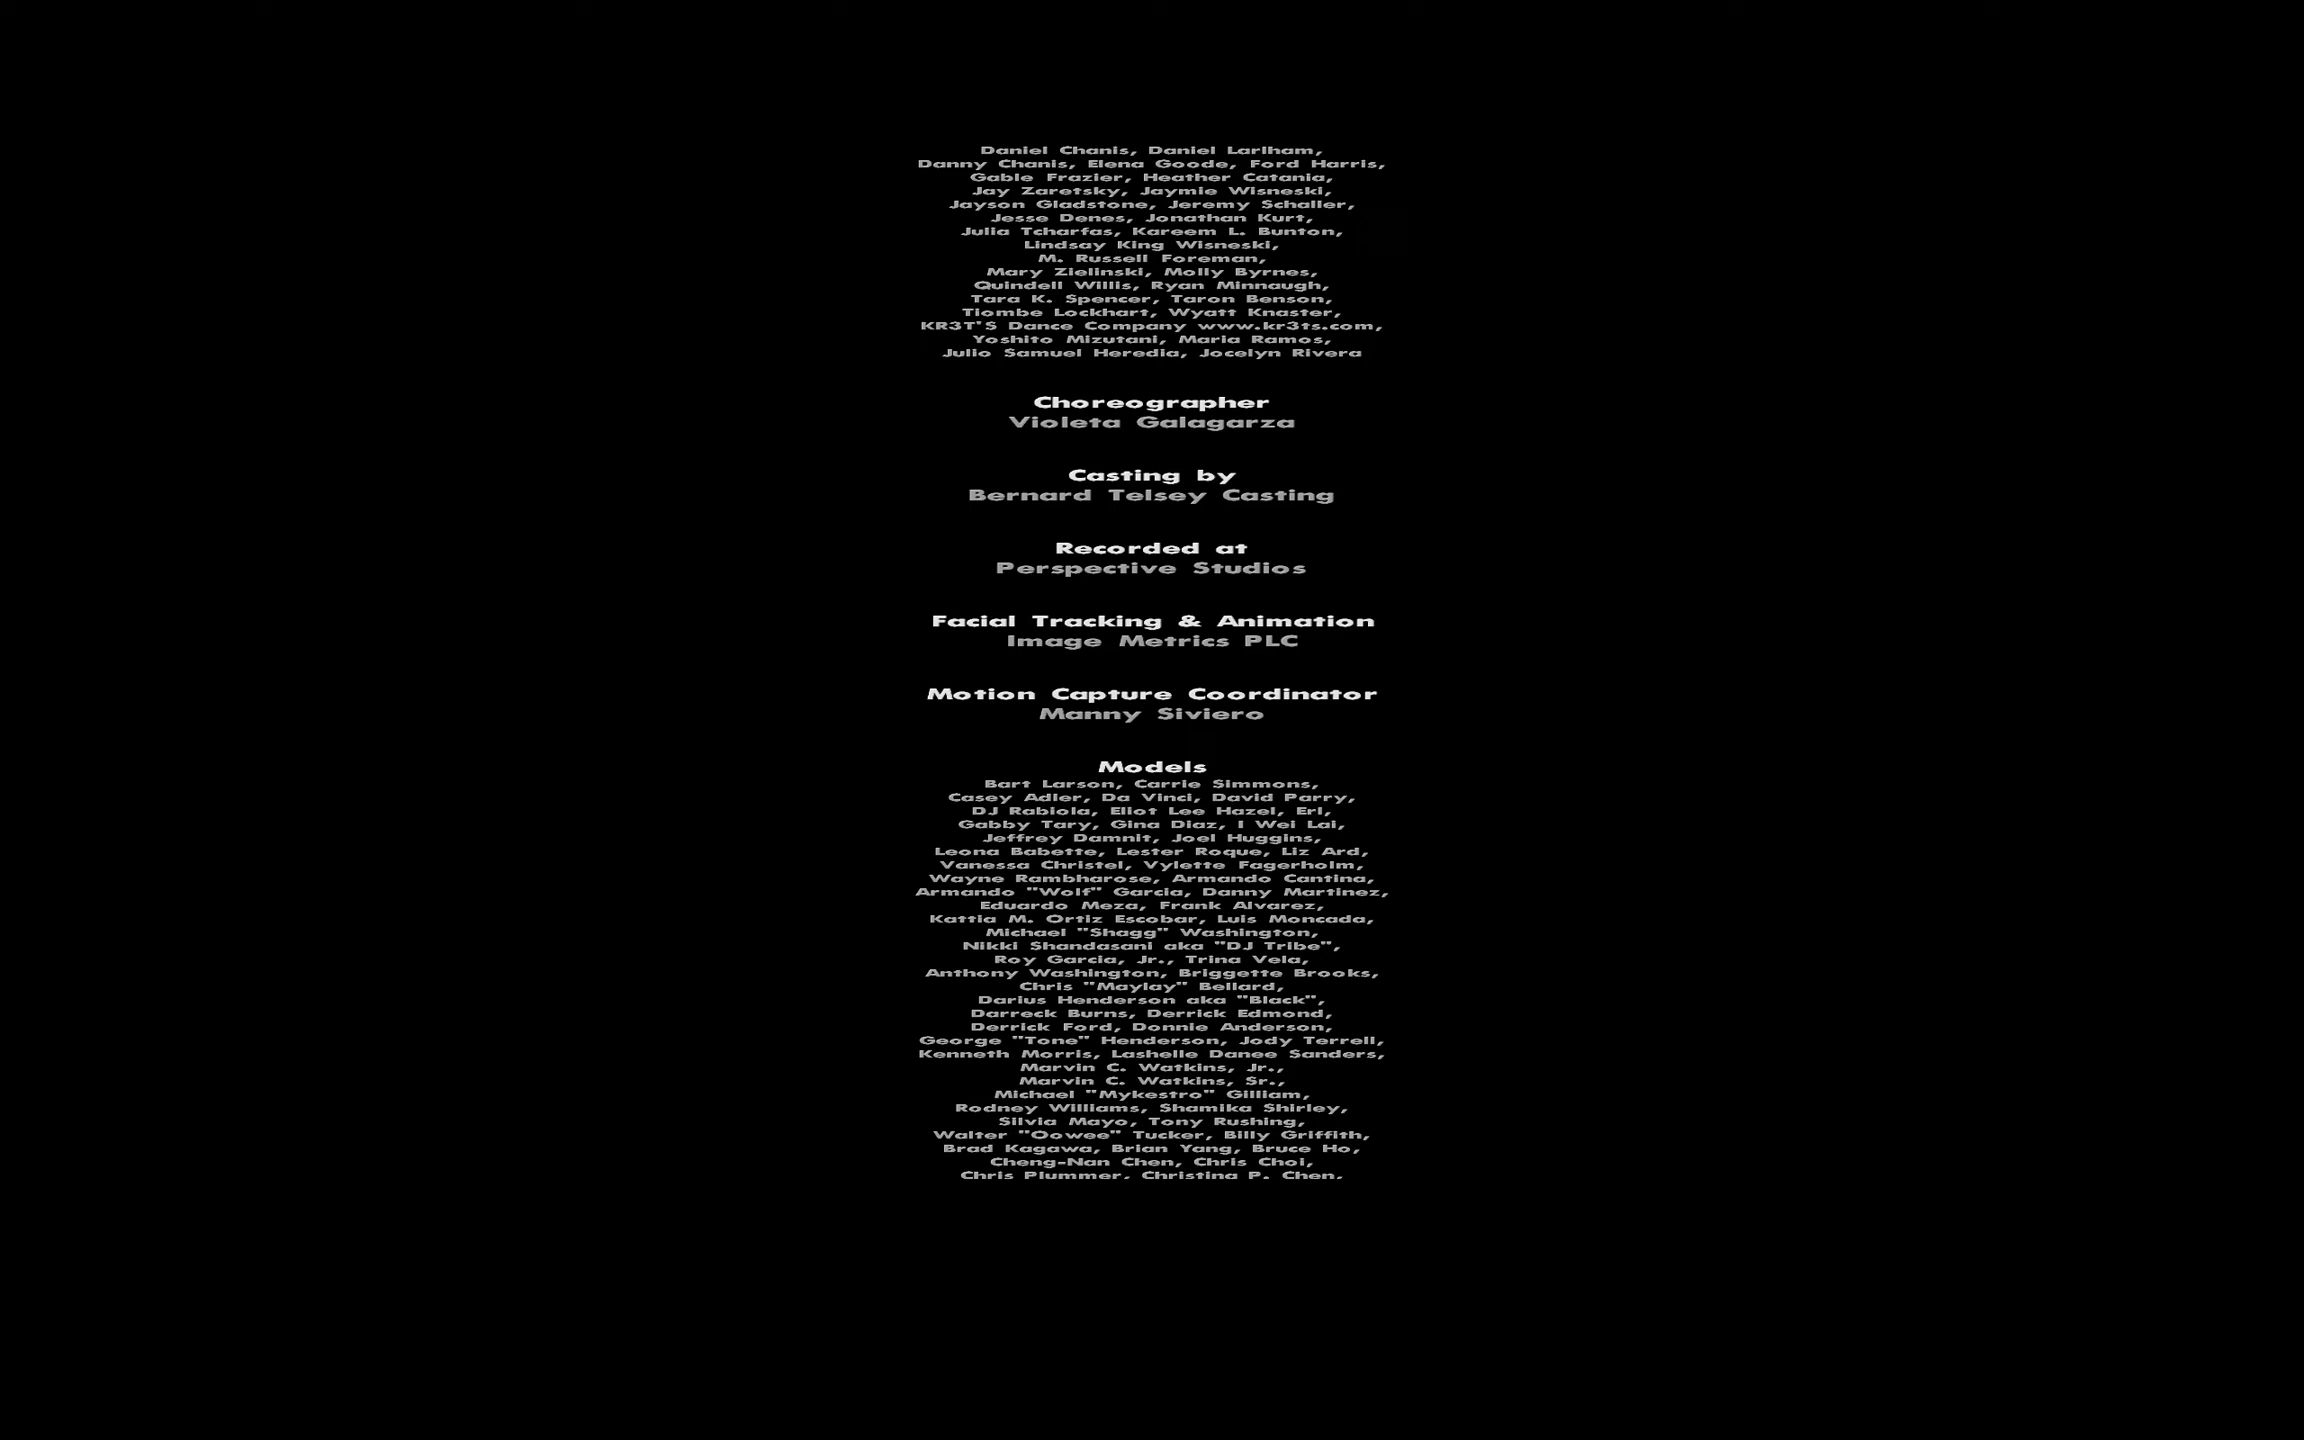 Daniel Chanis, Daniel Larlham,
Danny Chanis, Elena Goode, Ford Harris,
Gable Frazier, Heather Catania,
Jay Zaretsky, Jaymie Wisneski,
Jayson Gladstone, Jeremy Schaller,
Jesse Denes, Jonathan Kurt,
Julia Tcharfas, Kareem L. Bunton,
Lindsay King Wisneski,
M. Russell Foreman,
Mary Zielinski, Molly Byrnes,
Quindell Willis, Ryan Minnaugh,
Tara K. Spencer, Taron Benson,
Tiombe Lockhart, Wyatt Knaster,
KR3T'S Dance Company www.kr3ts.com,
Yoshito Mizutani, Maria Ramos,
Julio Samuel Heredia, Jocelyn Rivera
Choreographer
Violeta Galagarza
Casting by
Bernard Telsey Casting
Recorded at
Perspective Studios
Facial Tracking & Animation
Image Metrics PLC
Motion Capture Coordinator
Manny Siviero
Models
Bart Larson, Carrie Simmons,
Casey Adler, Da Vinci, David Parry,
DJ Rabiola, Eliot Lee Hazel, Erl,
Gabby Tary, Gina Diaz, I Wei Lai,
Jeffrey Damnit, Joel Huggins,
Leona Babette, Lester Roque, Liz Ard,
Vanessa Christel, Vylette Fagerholm,
Wayne Rambharose, Armando Cantina,
Armando "Wolf" Garcia, Danny Martinez,
Eduardo Meza, Frank Alvarez,
Kattia M. Ortiz Escobar, Luis Moncada,
Michael "Shagg" Washington,
Nikki Shandasani aka "DJ Tribe",
Roy Garcia, Jr., Trina Vela,
Anthony Washington, Briggette Brooks,
Chris "Maylay" Bellard,
Darius Henderson aka "Black",
Darreck Burns, Derrick Edmond,
Derrick Ford, Donnie Anderson,
George "Tone" Henderson, Jody Terrell,
Kenneth Morris, Lashelle Danee Sanders,
Marvin C. Watkins, Jr.,
Marvin C. Watkins, Sr.,
Michael "Mykestro" Gilliam,
Rodney Williams, Shamika Shirley,
Silvia Mayo, Tony Rushing,
Walter "Oowee" Tucker, Billy Griffith,
Brad Kagawa, Brian Yang, Bruce Ho,
Cheng-Nan Chen, Chris Choi,
Chris Plummer, Christina P. Chen,